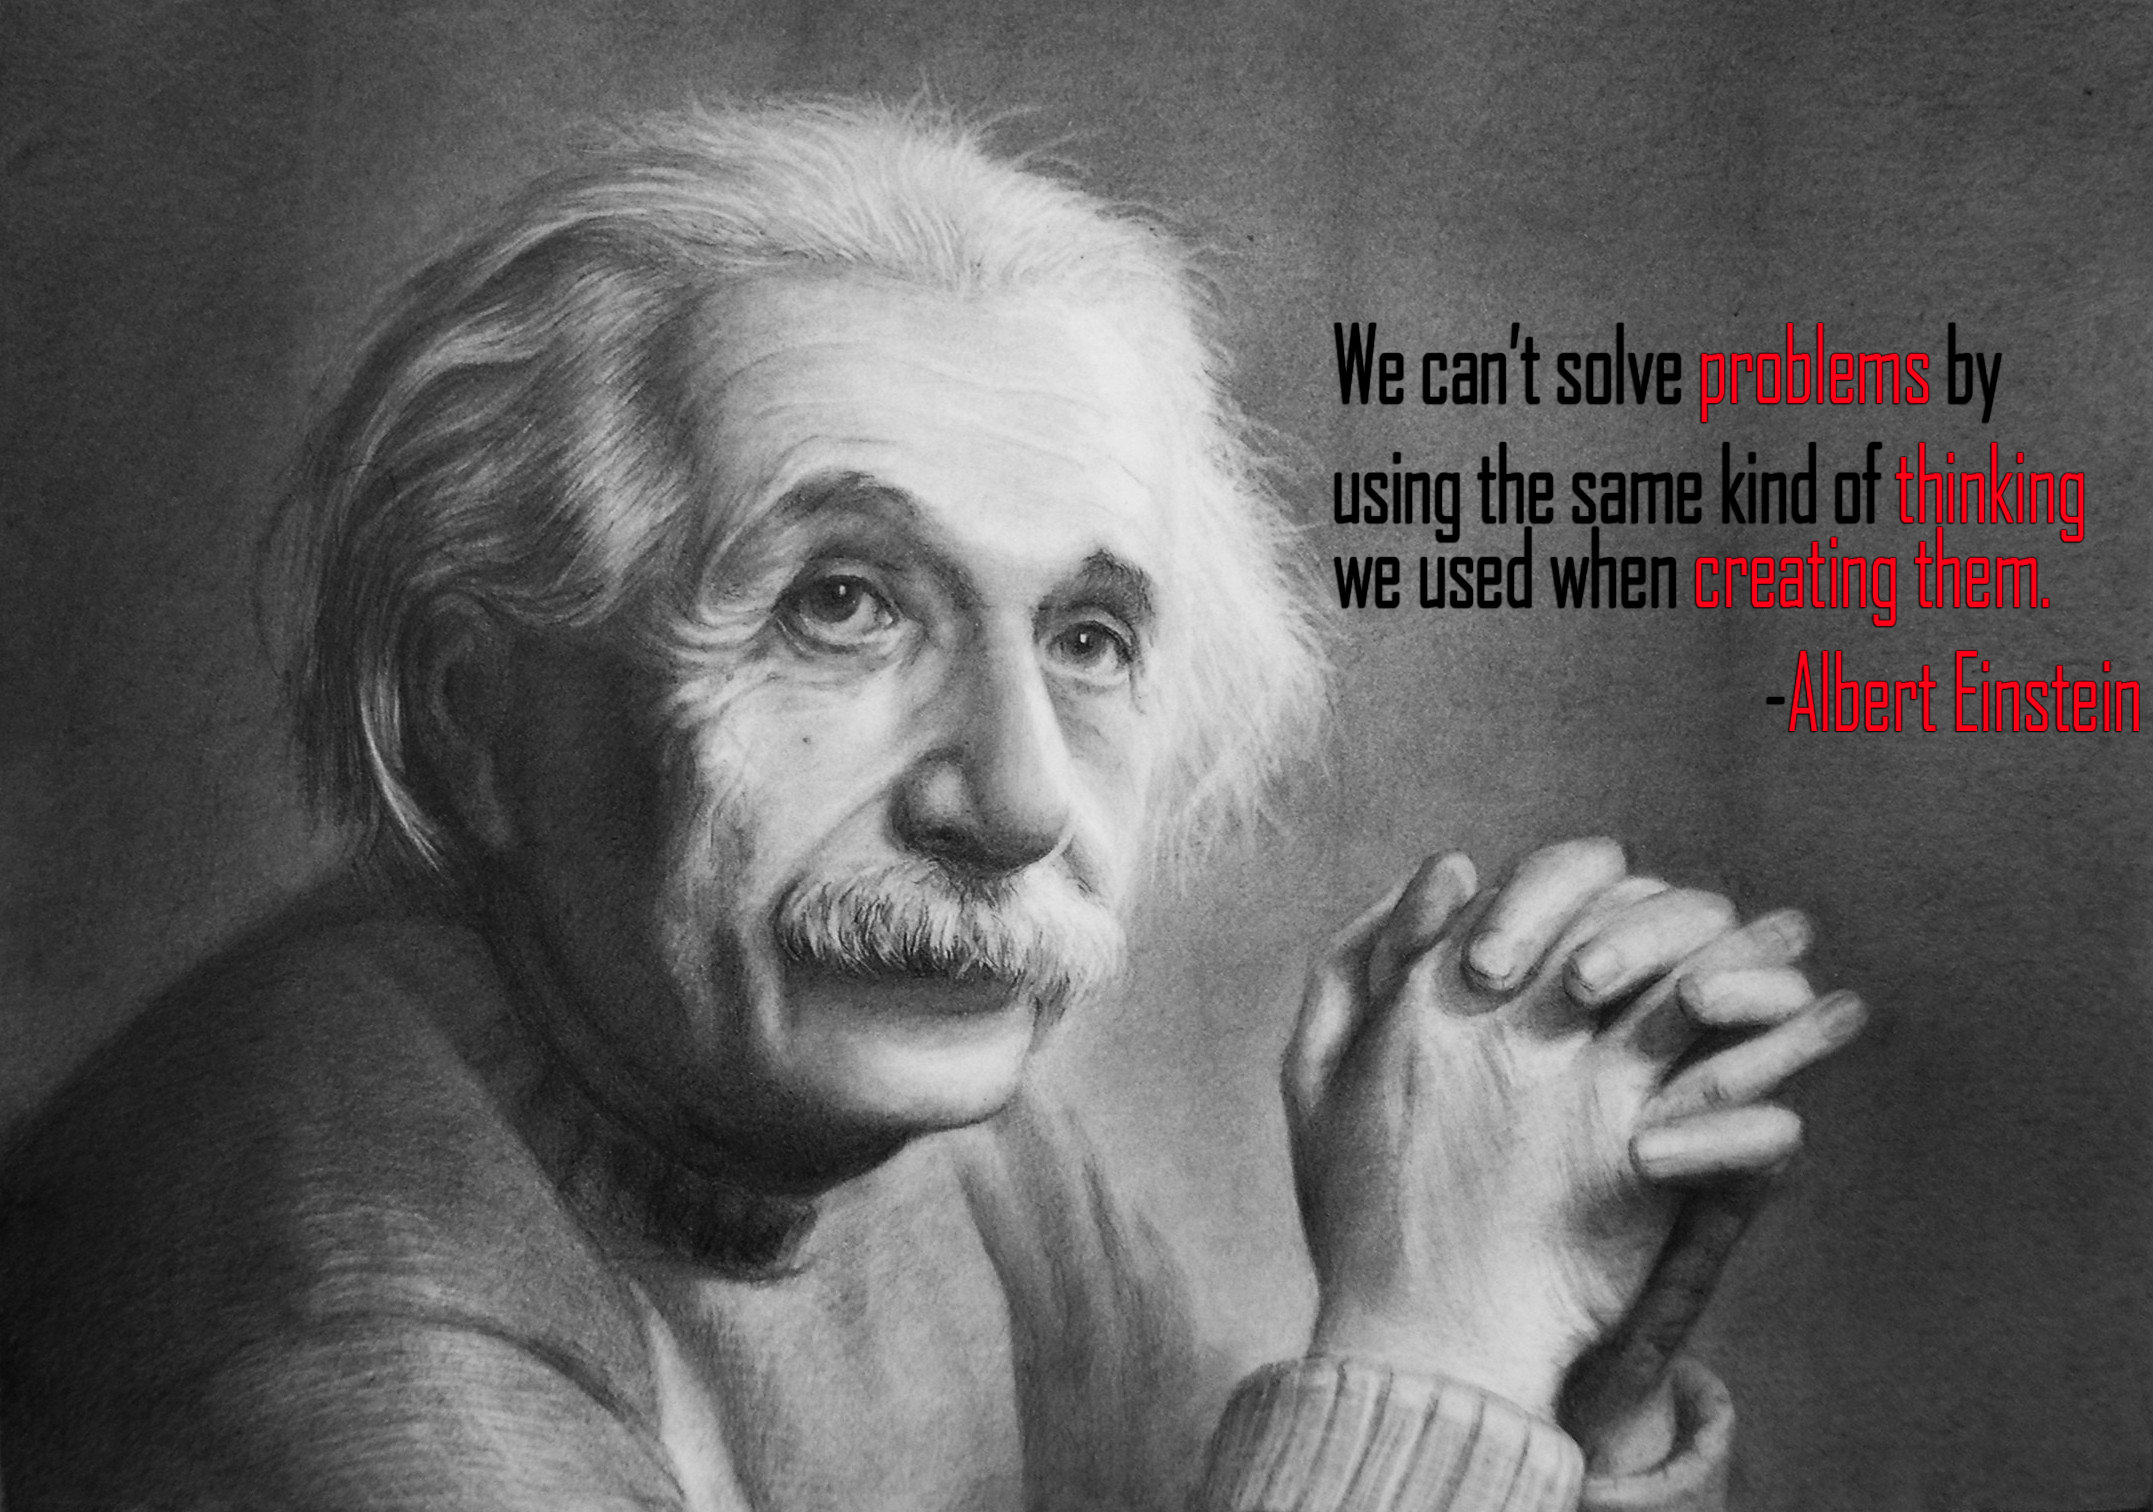 We can't solve problems by
using the same kind of thinking
we used when creating them.
-Albert Einstein